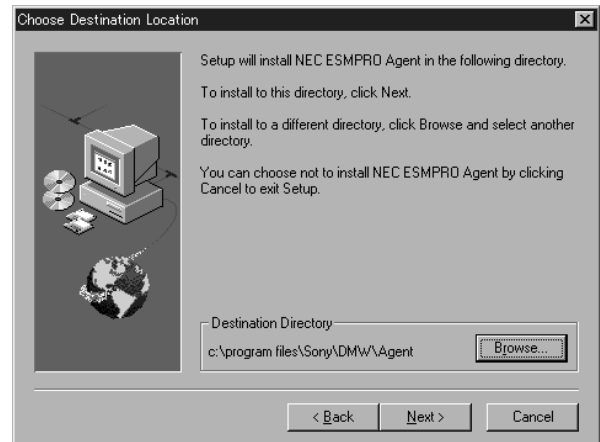 Choose Destination Location
Setup will install NEC ESMPRO Agent in the following directory.
To install to this directory, click Next.
To install to a different directory, click Browse and select another
directory.
You can choose not to install NEC ESMPRO Agent by clicking
Cancel to exit Setup.
Destination Directory
c:\program files\Sony\DMW\Agent
Browse...
< Back
Next >
Cancel